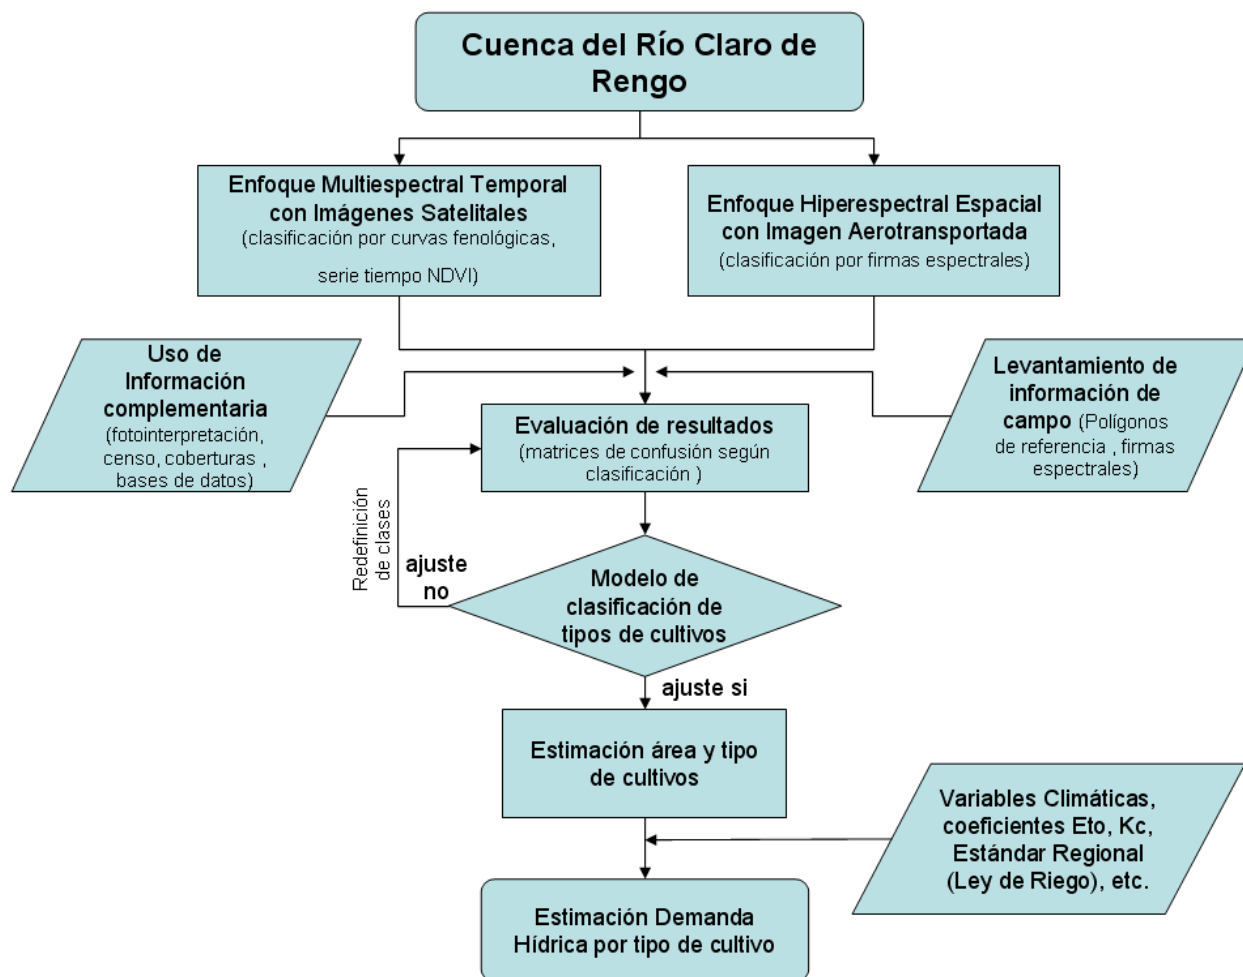 Cuenca del Río Claro de
Rengo
Enfoque Multiespectral Temporal
con Imágenes Satelitales
(clasificación por curvas fenológicas,
serie tiempo NDVI)
Enfoque Hiperespectral Espacial
con Imagen Aerotransportada
(clasificación por firmas espectrales)
Uso de
Información
complementaria
(fotointerpretación,
censo, coberturas ,
bases de datos)
Levantamiento de
información de
campo (Polígonos
de referencia , firmas
espectrales)
Evaluación de resultados
(matrices de confusión según
clasificación )
Redefinición
de clases
ajuste
no
Modelo de
clasificación de
tipos de cultivos
ajuste si
Estimación área y tipo
de cultivos
Variables Climáticas,
coeficientes Eto, Kc,
Estándar Regional
(Ley de Riego), etc.
Estimación Demanda
Hídrica por tipo de cultivo